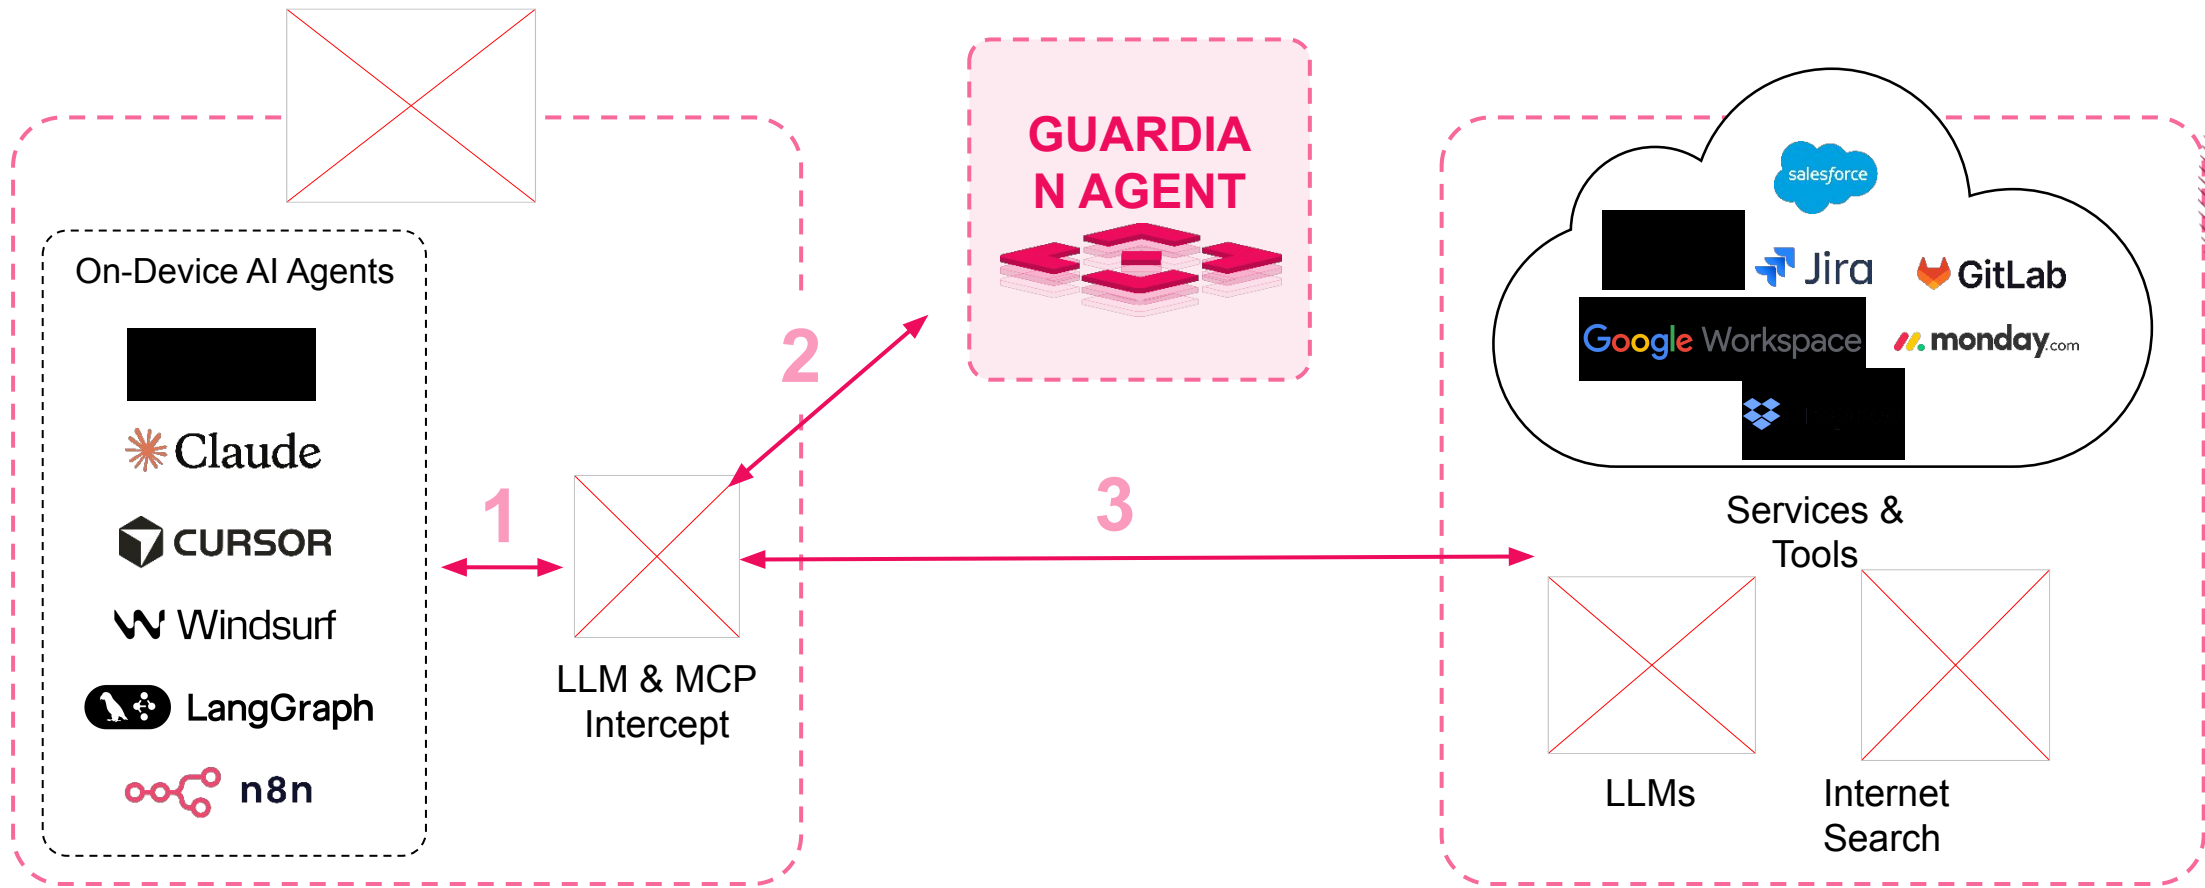 GUARDIA
N AGENT
On-Device AI Agents
Claude
CURSOR
Windsurf
LangGraph
n8n
1
2
3
LLM & MCP
Intercept
salesforce
Jira
GitLab
Google Workspace
monday.com
Services &
Tools
LLMs
Internet
Search